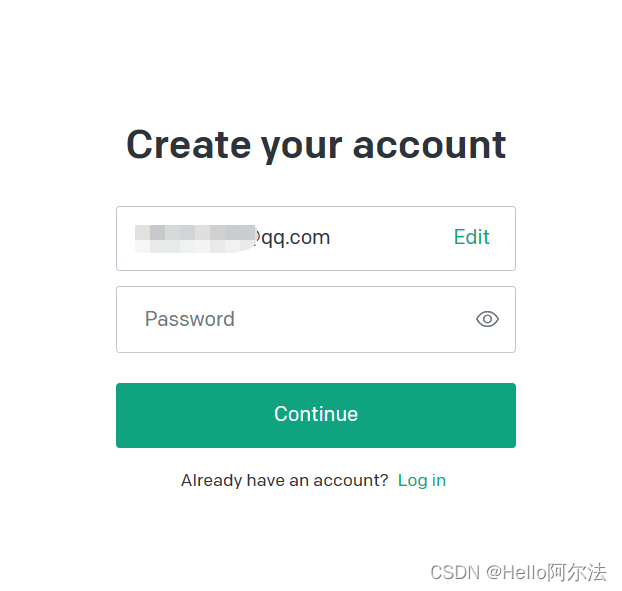 Create your account
@qq.com Edit
Password
Continue
Already have an account? Log in
CSDN @Hello阿尔法